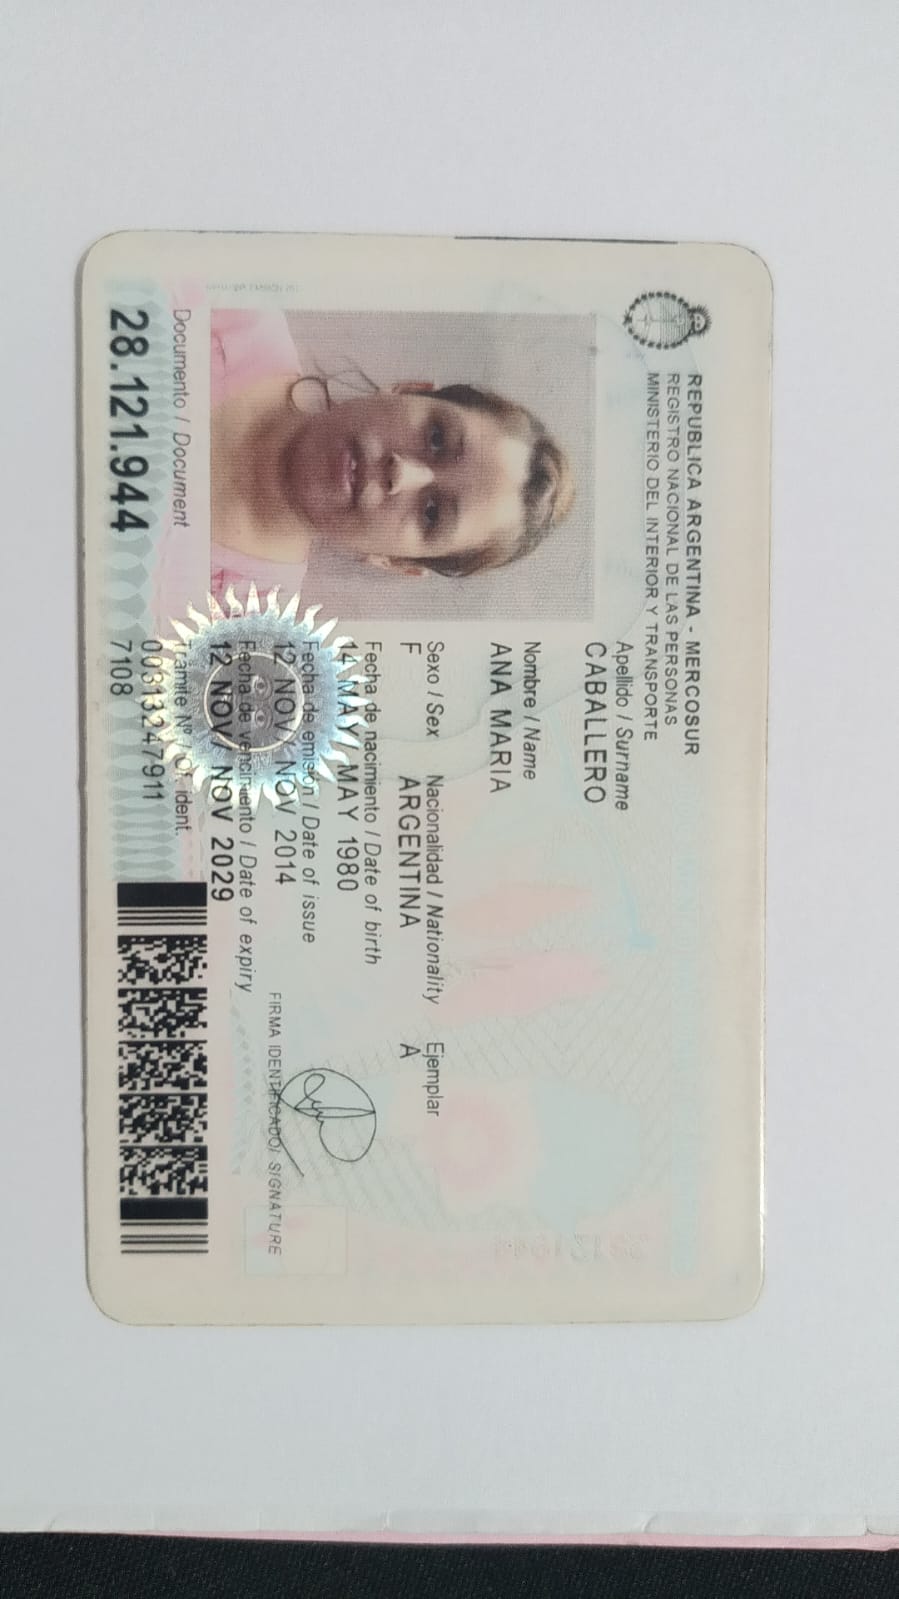 REPUBLICA ARGENTINA - MERCOSUR
REGISTRO NACIONAL DE LAS PERSONAS
MINISTERIO DEL INTERIOR Y TRANSPORTE
Apellido / Surname
CABALLERO
Nombre / Name
ANA MARIA
Sexo / Sex Nacionalidad / Nationality Ejemplar
F ARGENTINA A
Fecha de nacimiento / Date of birth
14 MAY/ MAY 1980
Fecha de emisión / Date of issue
12 NOV/ NOV 2014
Fecha de vencimiento / Date of expiry
12 NOV/ NOV 2029
FIRMA IDENTIFICADO/ SIGNATURE
Documento / Document
28.121.944
Trámite Nº / Of. ident.
00313247911
7108